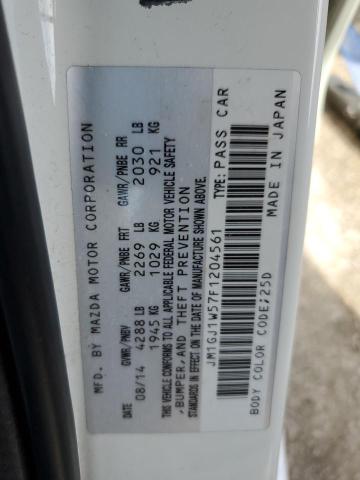 MFD. BY MAZDA MOTOR CORPORATION
DATE GVWR/PNBV GAWR/PNBE FRT GAWR/PNBE RR
08/14 4288 LB 2269 LB 2030 LB
1945 KG 1029 KG 921 KG
THIS VEHICLE CONFORMS TO ALL APPLICABLE FEDERAL MOTOR VEHICLE SAFETY
,BUMPER,AND THEFT PREVENTION
STANDARDS IN EFFECT ON THE DATE OF MANUFACTURE SHOWN ABOVE.
JM1GJ1W57F1204561 TYPE:PASS CAR
BODY COLOR CODE;25D MADE IN JAPAN